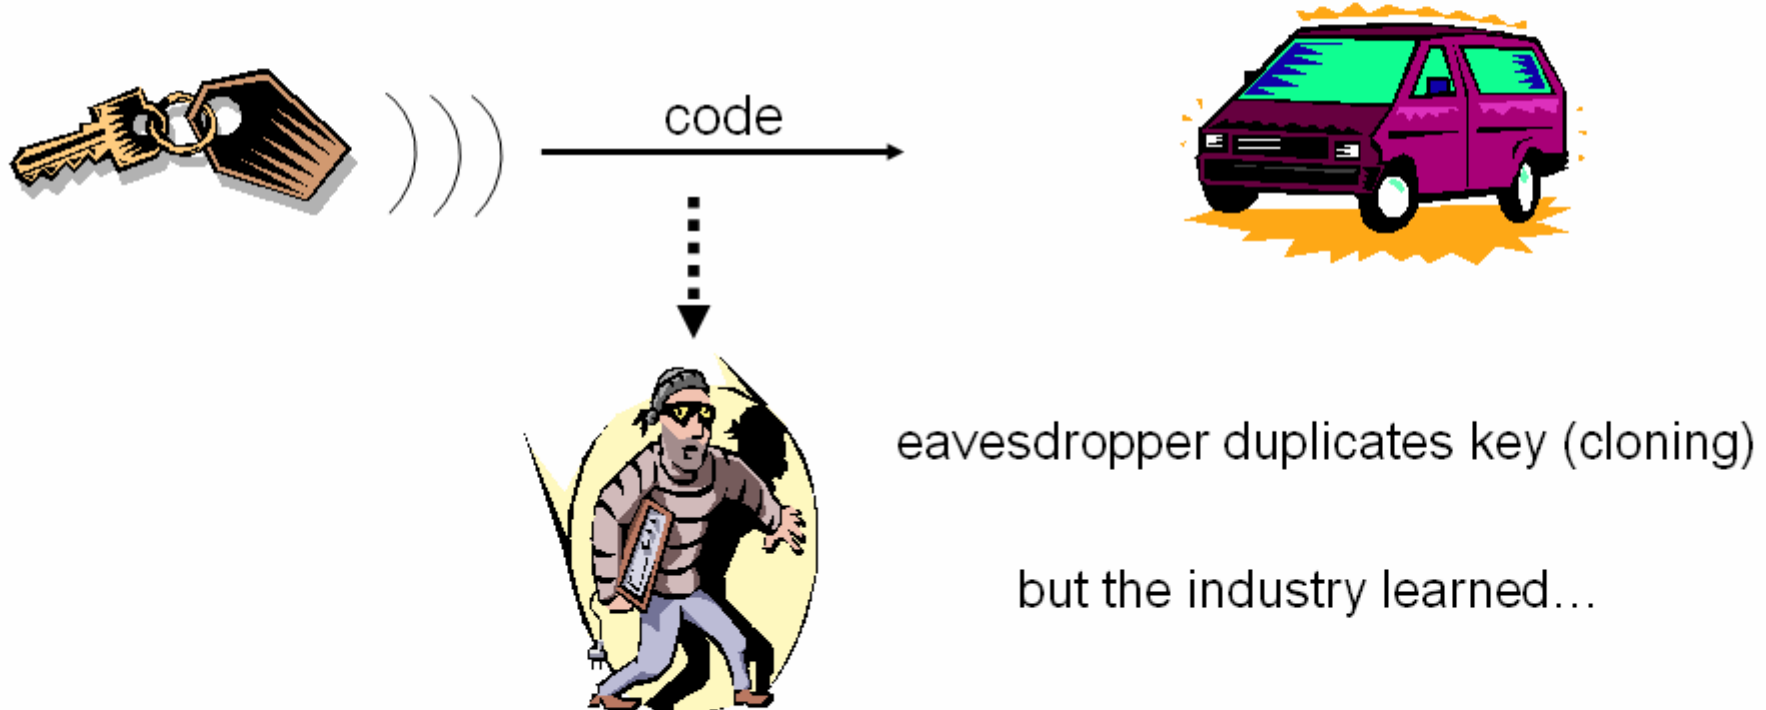 code
eavesdropper duplicates key (cloning)
but the industry learned...